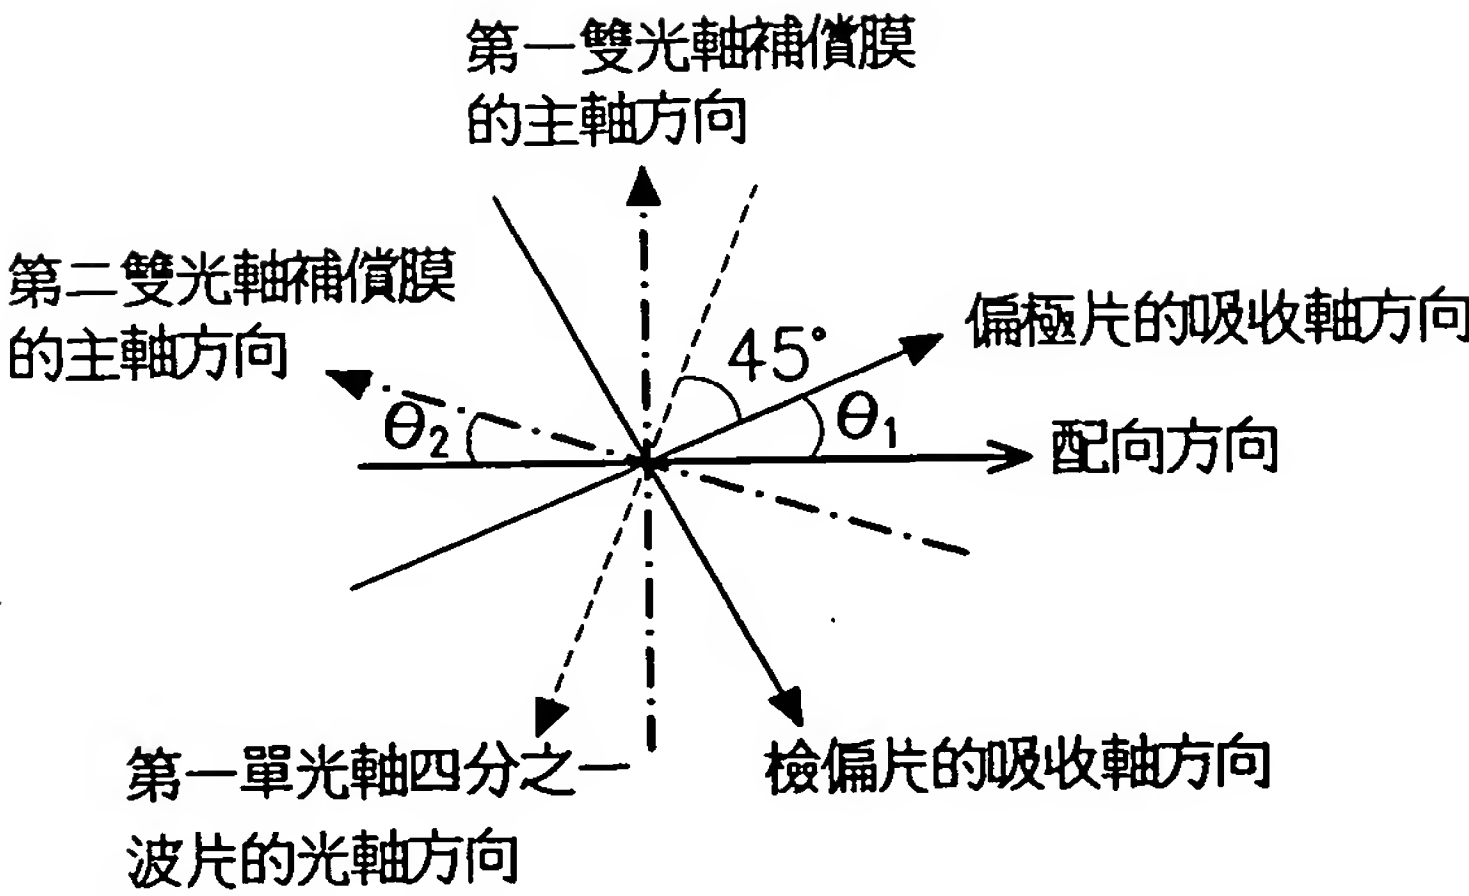 第一雙光軸補償膜
的主軸方向
第二雙光軸補償膜
的主軸方向
45°
偏極片的吸收軸方向
θ2
θ1
配向方向
第一單光軸四分之一
波片的光軸方向
檢偏片的吸收軸方向